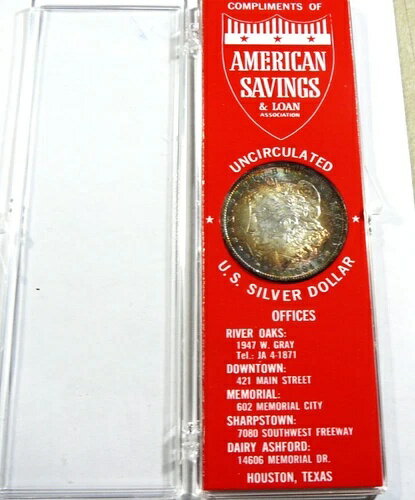 COMPLIMENTS OF
AMERICAN
SAVINGS
& LOAN
ASSOCIATION
UNCIRCULATED
U.S. SILVER DOLLAR
OFFICES
RIVER OAKS:
1947 W. GRAY
Tel.: JA 4-1871
DOWNTOWN:
421 MAIN STREET
MEMORIAL:
602 MEMORIAL CITY
SHARPSTOWN:
7080 SOUTHWEST FREEWAY
DAIRY ASHFORD:
14606 MEMORIAL DR.
HOUSTON, TEXAS